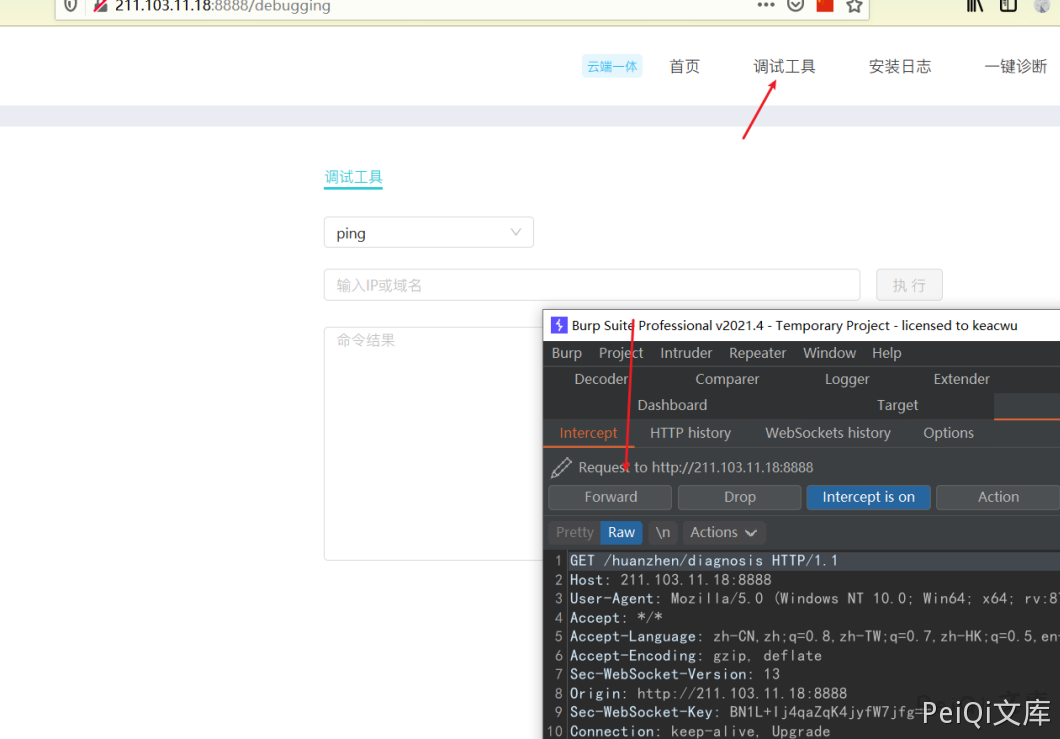 211.103.11.18:8888/debugging
云端一体 首页 调试工具 安装日志 一键诊断
调试工具
ping
输入IP或域名 执 行
命令结果
Burp Suite Professional v2021.4 - Temporary Project - licensed to keacwu
Burp Project Intruder Repeater Window Help
Decoder Comparer Logger Extender
Dashboard Target
Intercept HTTP history WebSockets history Options
Request to http://211.103.11.18:8888
Forward Drop Intercept is on Action
Pretty Raw \n Actions
1 GET /huanzhen/diagnosis HTTP/1.1
2 Host: 211.103.11.18:8888
3 User-Agent: Mozilla/5.0 (Windows NT 10.0; Win64; x64; rv:8
4 Accept: */*
5 Accept-Language: zh-CN,zh;q=0.8,zh-TW;q=0.7,zh-HK;q=0.5,en
6 Accept-Encoding: gzip, deflate
7 Sec-WebSocket-Version: 13
8 Origin: http://211.103.11.18:8888
9 Sec-WebSocket-Key: BN1L+Ij4qaZqK4jyfW7jfg=
10 Connection: keep-alive, Upgrade
PeiQi文库